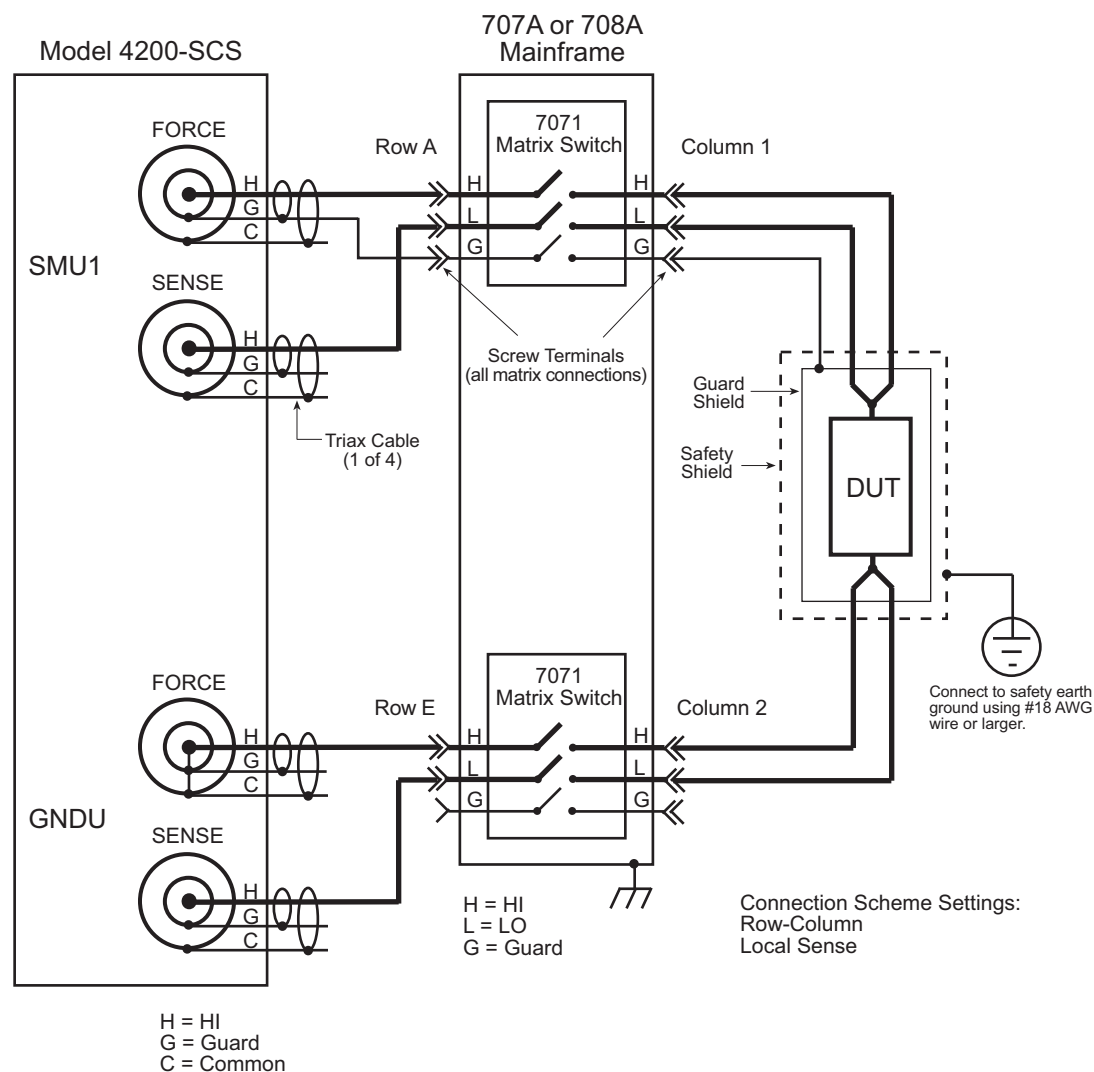 707A or 708A
Mainframe
Model 4200-SCS
FORCE
H
G
C
SMU1
SENSE
H
G
C
Triax Cable
(1 of 4)
Row A
7071
Matrix Switch
Column 1
H
L
G
H
L
G
Screw Terminals
(all matrix connections)
Guard
Shield
Safety
Shield
DUT
Connect to safety earth
ground using #18 AWG
wire or larger.
FORCE
H
G
C
GNDU
SENSE
H
G
C
Row E
7071
Matrix Switch
Column 2
H
L
G
H
L
G
H = HI
L = LO
G = Guard
Connection Scheme Settings:
Row-Column
Local Sense
H = HI
G = Guard
C = Common